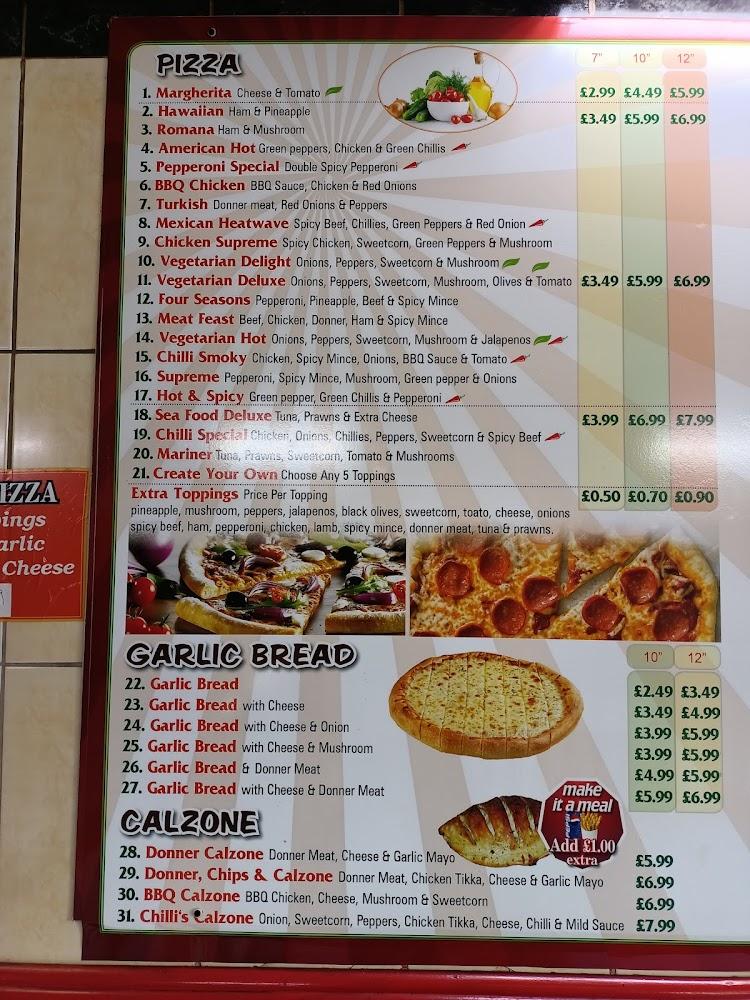 PIZZA 7" 10" 12"
1. Margherita Cheese & Tomato £2.99 £4.49 £5.99
2. Hawaiian Ham & Pineapple £3.49 £5.99 £6.99
3. Romana Ham & Mushroom
4. American Hot Green peppers, Chicken & Green Chillis
5. Pepperoni Special Double Spicy Pepperoni
6. BBQ Chicken BBQ Sauce, Chicken & Red Onions
7. Turkish Donner meat, Red Onions & Peppers
8. Mexican Heatwave Spicy Beef, Chillies, Green Peppers & Red Onion
9. Chicken Supreme Spicy Chicken, Sweetcorn, Green Peppers & Mushroom
10. Vegetarian Delight Onions, Peppers, Sweetcorn & Mushroom
11. Vegetarian Deluxe Onions, Peppers, Sweetcorn, Mushroom, Olives & Tomato £3.49 £5.99 £6.99
12. Four Seasons Pepperoni, Pineapple, Beef & Spicy Mince
13. Meat Feast Beef, Chicken, Donner, Ham & Spicy Mince
14. Vegetarian Hot Onions, Peppers, Sweetcorn, Mushroom & Jalapenos
15. Chilli Smoky Chicken, Spicy Mince, Onions, BBQ Sauce & Tomato
16. Supreme Pepperoni, Spicy Mince, Mushroom, Green pepper & Onions
17. Hot & Spicy Green pepper, Green Chillis & Pepperoni
18. Sea Food Deluxe Tuna, Prawns & Extra Cheese £3.99 £6.99 £7.99
19. Chilli Special Chicken, Onions, Chillies, Peppers, Sweetcorn & Spicy Beef
20. Mariner Tuna, Prawns, Sweetcorn, Tomato & Mushrooms
21. Create Your Own Choose Any 5 Toppings
Extra Toppings Price Per Topping £0.50 £0.70 £0.90
pineapple, mushroom, peppers, jalapenos, black olives, sweetcorn, toato, cheese, onions
spicy beef, ham, pepperoni, chicken, lamb, spicy mince, donner meat, tuna & prawns.
IZZA
ings
arlic
Cheese
GARLIC BREAD 10" 12"
22. Garlic Bread £2.49 £3.49
23. Garlic Bread with Cheese £3.49 £4.99
24. Garlic Bread with Cheese & Onion £3.99 £5.99
25. Garlic Bread with Cheese & Mushroom £3.99 £5.99
26. Garlic Bread & Donner Meat £4.99 £5.99
27. Garlic Bread with Cheese & Donner Meat £5.99 £6.99
make
it a meal
PEPSI
Add £1.00
extra
CALZONE
28. Donner Calzone Donner Meat, Cheese & Garlic Mayo £5.99
29. Donner, Chips & Calzone Donner Meat, Chicken Tikka, Cheese & Garlic Mayo £6.99
30. BBQ Calzone BBQ Chicken, Cheese, Mushroom & Sweetcorn £6.99
31. Chilli's Calzone Onion, Sweetcorn, Peppers, Chicken Tikka, Cheese, Chilli & Mild Sauce £7.99